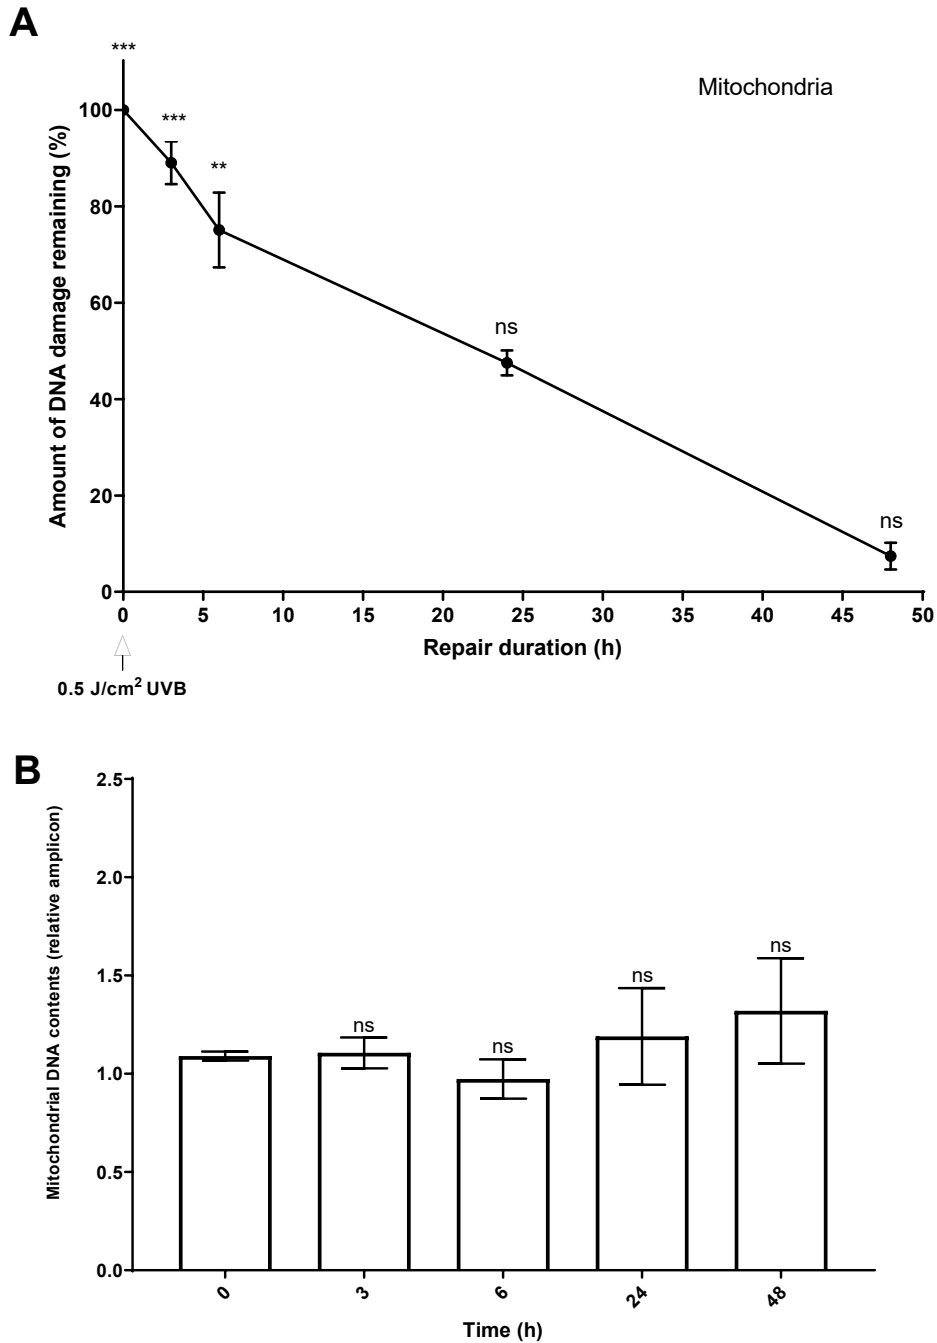 A
***
Mitochondria
100
***
**
Amount of DNA damage remaining (%)
80
60
ns
40
20
ns
0
0 5 10 15 20 25 30 35 40 45 50
Repair duration (h)
0.5 J/cm² UVB
B
2.5
Mitochondrial DNA contents (relative amplicon)
2.0
1.5
ns
ns
ns
ns
1.0
0.5
0.0
0 3 6 24 48
Time (h)